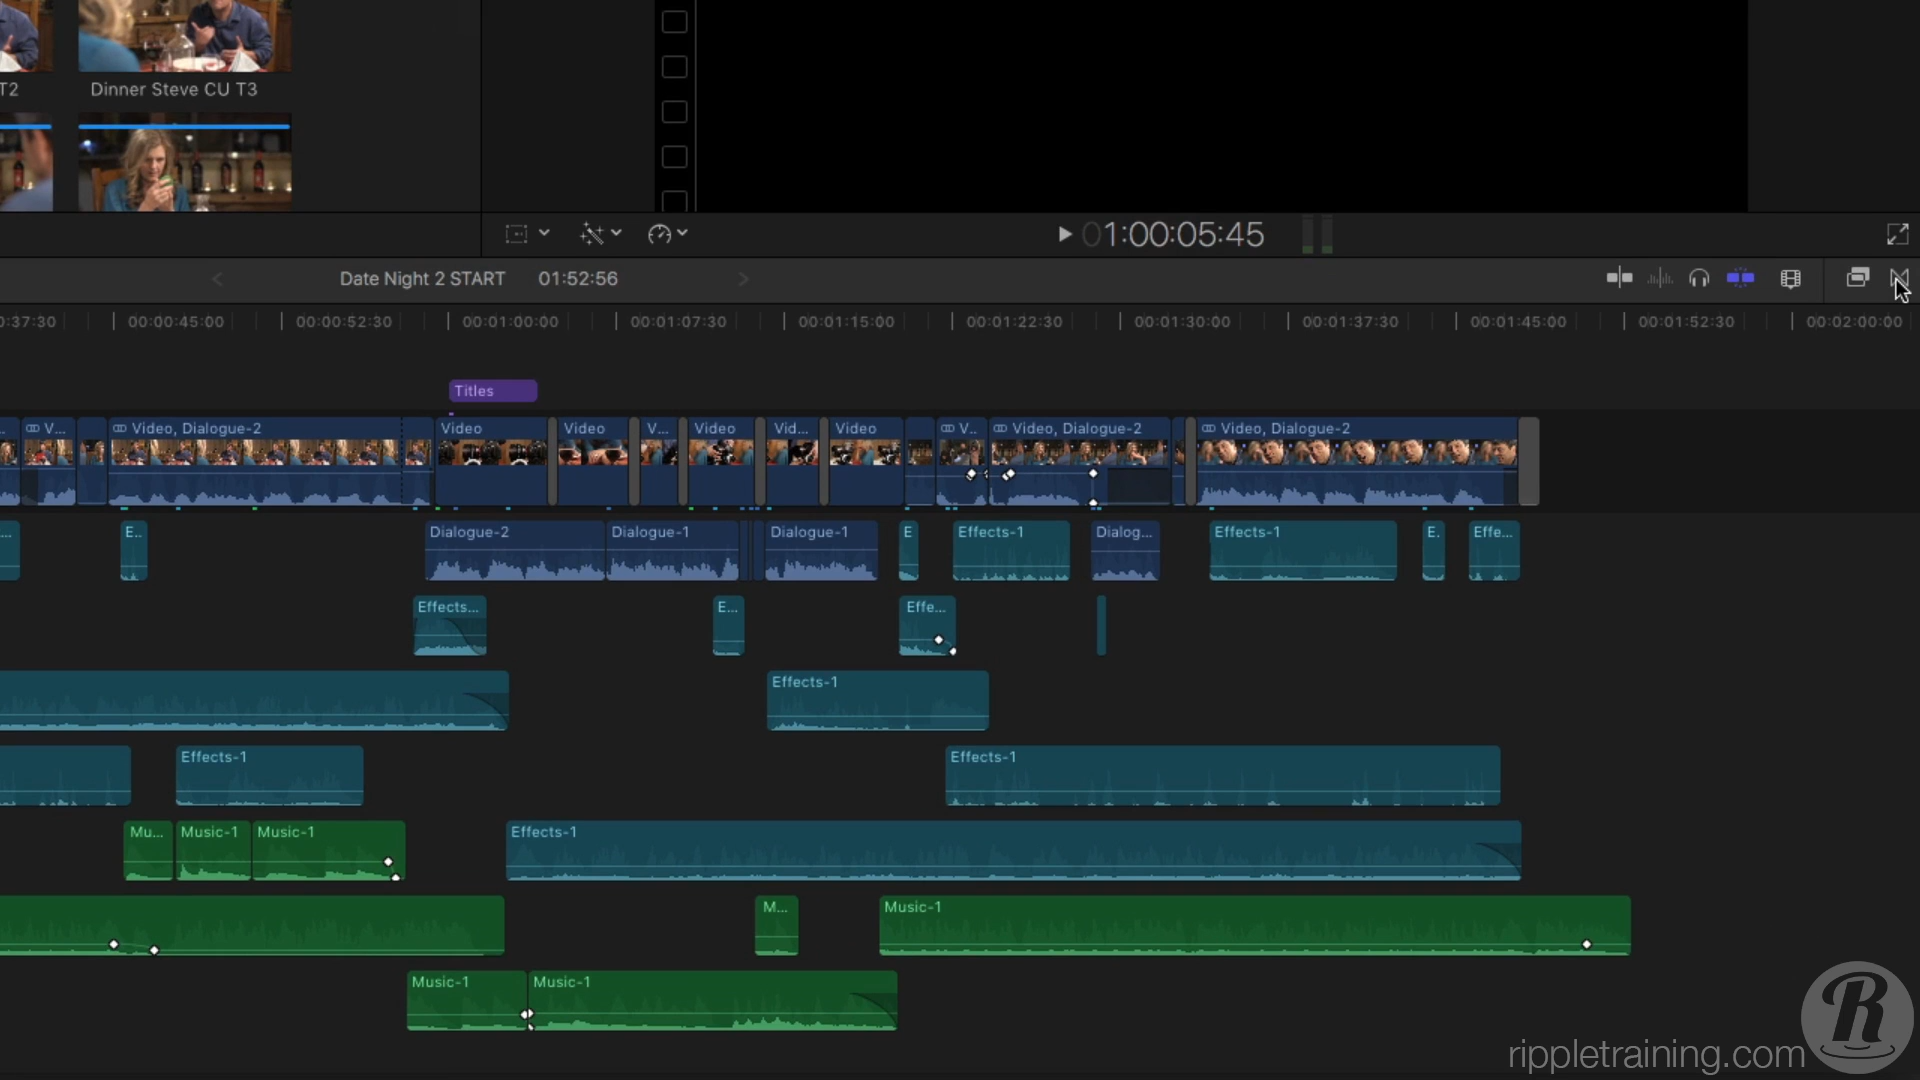 T2
Dinner Steve CU T3
01:00:05:45
Date Night 2 START 01:52:56
0:37:30 00:00:45:00 00:00:52:30 00:01:00:00 00:01:07:30 00:01:15:00 00:01:22:30 00:01:30:00 00:01:37:30 00:01:45:00 00:01:52:30 00:02:00:00
Titles
... V... Video, Dialogue-2 Video Video V... Video Vid... Video V... Video, Dialogue-2 Video, Dialogue-2
... E.. Dialogue-2 Dialogue-1 Dialogue-1 E Effects-1 Dialog... Effects-1 E. Effe...
Effects... E... Effe...
Effects-1
Effects-1 Effects-1
Mu... Music-1 Music-1 Effects-1
M... Music-1
Music-1 Music-1
R
rippletraining.com